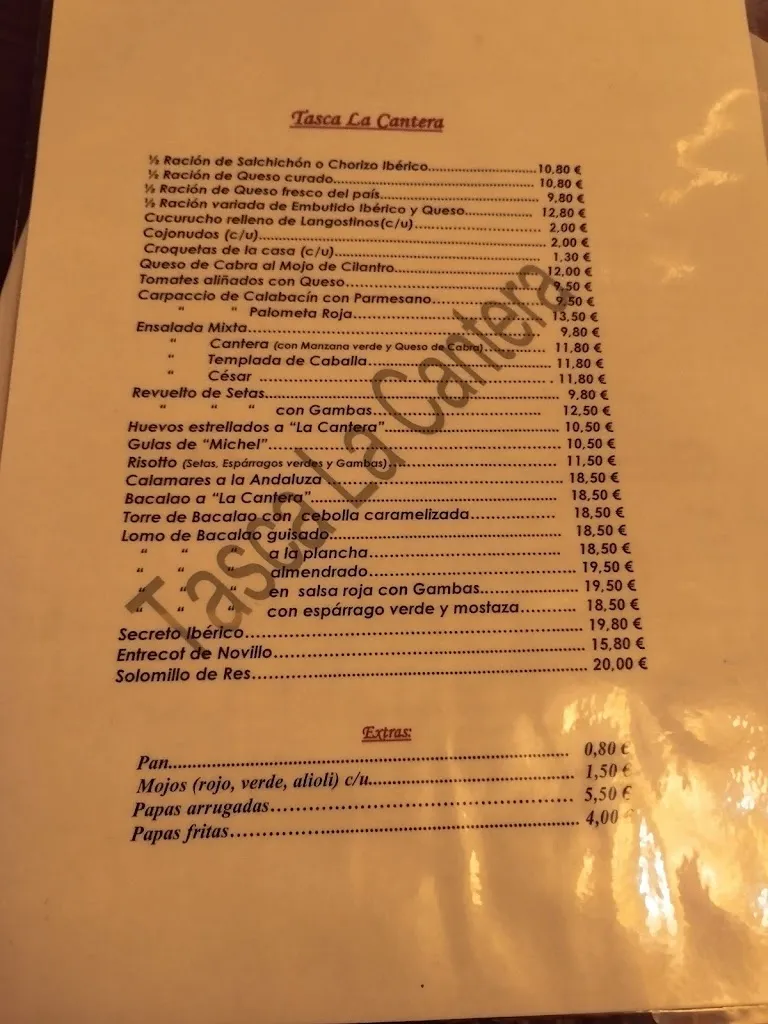 Tasca La Cantera
½ Ración de Salchichón o Chorizo Ibérico..............................10,80 €
½ Ración de Queso curado.................................................. 10,80 €
½ Ración de Queso fresco del país........................................ 9,80 €
½ Ración variada de Embutido Ibérico y Queso................. 12,80 €
Cucurucho relleno de Langostinos(c/u)................................ 2,00 €
Cojonudos (c/u)................................................................ 2,00 €
Croquetas de la casa (c/u)................................................. 1,30 €
Queso de Cabra al Mojo de Cilantro................................... 12,00 €
Tomates aliñados con Queso............................................. 9,50 €
Carpaccio de Calabacín con Parmesano............................ 9,50 €
" " Palometa Roja........................................ 13,50 €
Ensalada Mixta................................................................ 9,80 €
" Cantera (con Manzana verde y Queso de Cabra)................ 11,80 €
" Templada de Caballa..................................... 11,80 €
" César ............................................................ . 11,80 €
Revuelto de Setas............................................................ 9,80 €
" " " con Gambas.................................... 12,50 €
Huevos estrellados a "La Cantera"................................... 10,50 €
Gulas de "Michel"........................................................... 10,50 €
Risotto (Setas, Espárragos verdes y Gambas)................................. 11,50 €
Calamares a la Andaluza ............................................... 18,50 €
Bacalao a "La Cantera"................................................... 18,50 €
Torre de Bacalao con cebolla caramelizada.................. 18,50 €
Lomo de Bacalao guisado.............................................. 18,50 €
" " " a la plancha....................................... 18,50 €
" " " almendrado........................................ 19,50 €
" " " en salsa roja con Gambas.................. 19,50 €
" " " con espárrago verde y mostaza........... 18,50 €
Secreto Ibérico.............................................................. 19,80 €
Entrecot de Novillo......................................................... 15,80 €
Solomillo de Res............................................................. 20,00 €
Tasca La Cantera
Extras:
Pan................................................................................ 0,80 €
Mojos (rojo, verde, alioli) c/u.......................................... 1,50 €
Papas arrugadas............................................................ 5,50 €
Papas fritas.................................................................... 4,00 €